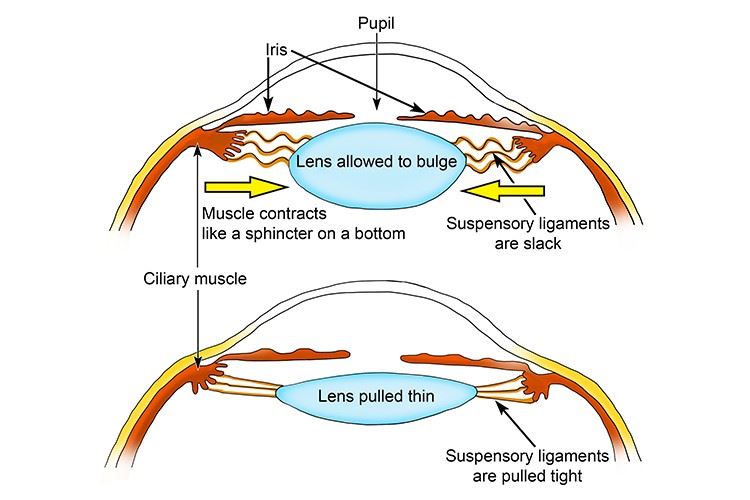 Pupil
Iris
Lens allowed to bulge
Muscle contracts
like a sphincter on a bottom
Suspensory ligaments
are slack
Ciliary muscle
Lens pulled thin
Suspensory ligaments
are pulled tight